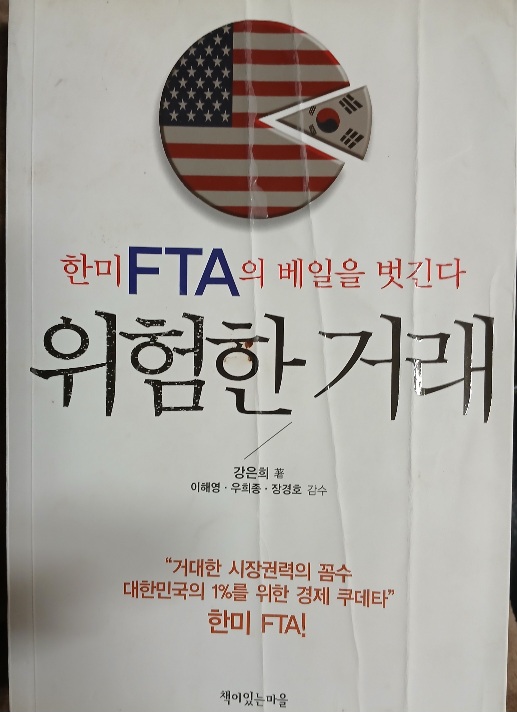 한미FTA의 베일을 벗긴다
위험한 거래
강은희 著
이해영·우희종·장경호 감수
“거대한 시장권력의 꼼수
대한민국의 1%를 위한 경제 쿠데타”
한미 FTA!
책이있는마을